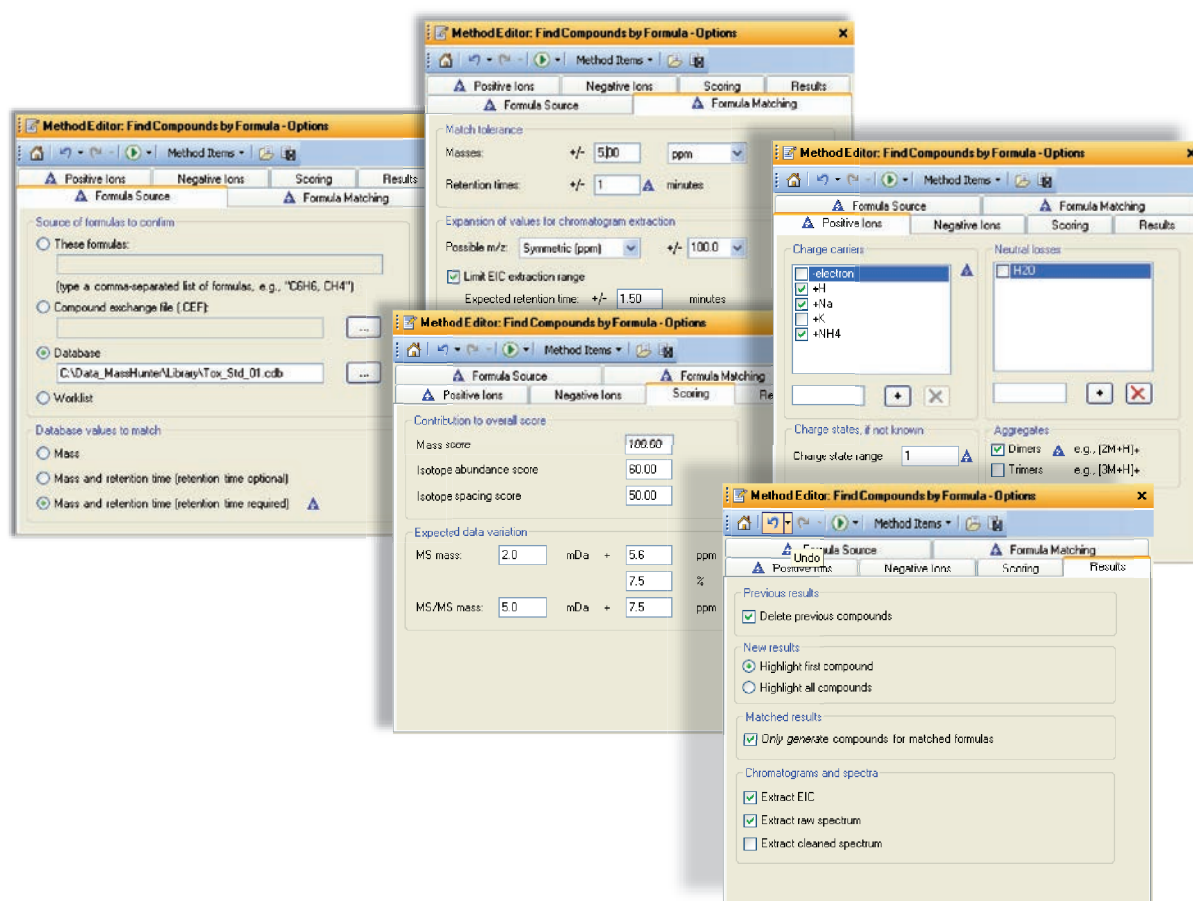 Method Editor: Find Compounds by Formula - Options
Method Items
Positive Ions Negative Ions Scoring Results
Formula Source Formula Matching
Match tolerance
Masses: +/- 5.00 ppm
Retention times: +/- 1 minutes
Expansion of values for chromatogram extraction
Possible m/z: Symmetric (ppm) +/- 100.0
Limit EIC extraction range
Expected retention time: +/- 1.50 minutes
Method Editor: Find Compounds by Formula - Options
Method Items
Positive Ions Negative Ions Scoring Results
Formula Source Formula Matching
Source of formulas to confirm
These formulas:
(type a comma-separated list of formulas, e.g., "C6H6, CH4")
Compound exchange file (.CEF):
...
Database
C:\Data_MassHunter\Library\Tox_Std_01.cdb ...
Worklist
Database values to match
Mass
Mass and retention time (retention time optional)
Mass and retention time (retention time required)
Method Editor: Find Compounds by Formula - Options
Method Items
Formula Source Formula Matching
Positive Ions Negative Ions Scoring Results
Charge carriers Neutral losses
-electron H2O
+H
+Na
+K
+NH4
Charge states, if not known Aggregates
Charge state range 1 Dimers e.g., [2M+H]+
Trimers e.g., [3M+H]+
Method Editor: Find Compounds by Formula - Options
Method Items
Formula Source Formula Matching
Positive Ions Negative Ions Scoring Re
Contribution to overall score
Mass score 100.00
Isotope abundance score 60.00
Isotope spacing score 50.00
Expected data variation
MS mass: 2.0 mDa + 5.6 ppm
7.5 %
MS/MS mass: 5.0 mDa + 7.5 ppm
Method Editor: Find Compounds by Formula - Options
Method Items
Formula Source Formula Matching
Undo
Positive Ions Negative Ions Scoring Results
Previous results
Delete previous compounds
New results
Highlight first compound
Highlight all compounds
Matched results
Only generate compounds for matched formulas
Chromatograms and spectra
Extract EIC
Extract raw spectrum
Extract cleaned spectrum